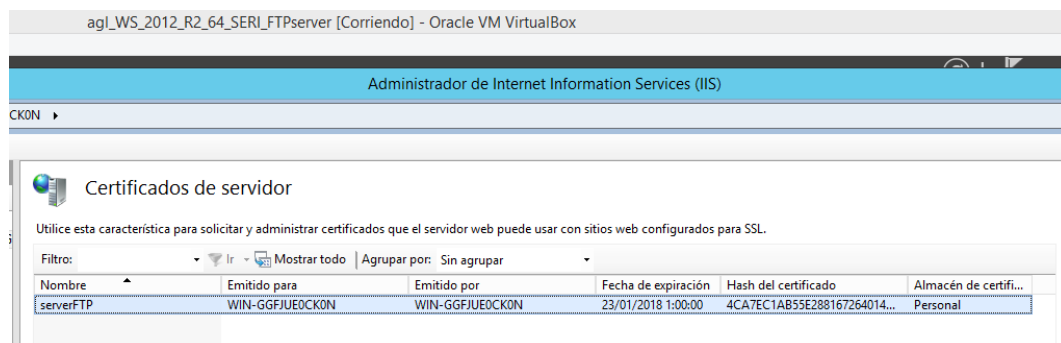 agl_WS_2012_R2_64_SERI_FTPserver [Corriendo] - Oracle VM VirtualBox
Administrador de Internet Information Services (IIS)
CK0N
Certificados de servidor
Utilice esta característica para solicitar y administrar certificados que el servidor web puede usar con sitios web configurados para SSL.
Filtro: Ir Mostrar todo Agrupar por: Sin agrupar
Nombre Emitido para Emitido por Fecha de expiración Hash del certificado Almacén de certifi...
serverFTP WIN-GGFJUE0CK0N WIN-GGFJUE0CK0N 23/01/2018 1:00:00 4CA7EC1AB55E288167264014... Personal